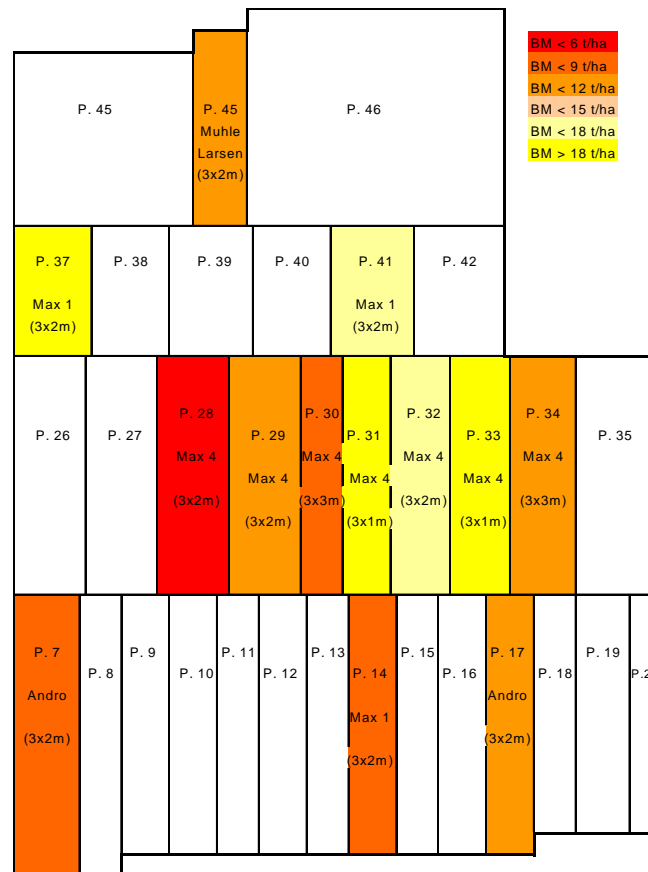 BM < 6 t/ha
BM < 9 t/ha
BM < 12 t/ha
BM < 15 t/ha
BM < 18 t/ha
BM > 18 t/ha
P. 45
P. 45
Muhle
Larsen
(3x2m)
P. 46
P. 37
Max 1
(3x2m)
P. 38
P. 39
P. 40
P. 41
Max 1
(3x2m)
P. 42
P. 26
P. 27
P. 28
Max 4
(3x2m)
P. 29
Max 4
(3x2m)
P. 30
Max 4
(3x3m)
P. 31
Max 4
(3x1m)
P. 32
Max 4
(3x2m)
P. 33
Max 4
(3x1m)
P. 34
Max 4
(3x3m)
P. 35
P. 7
Andro
(3x2m)
P. 8
P. 9
P. 10
P. 11
P. 12
P. 13
P. 14
Max 1
(3x2m)
P. 15
P. 16
P. 17
Andro
(3x2m)
P. 18
P. 19